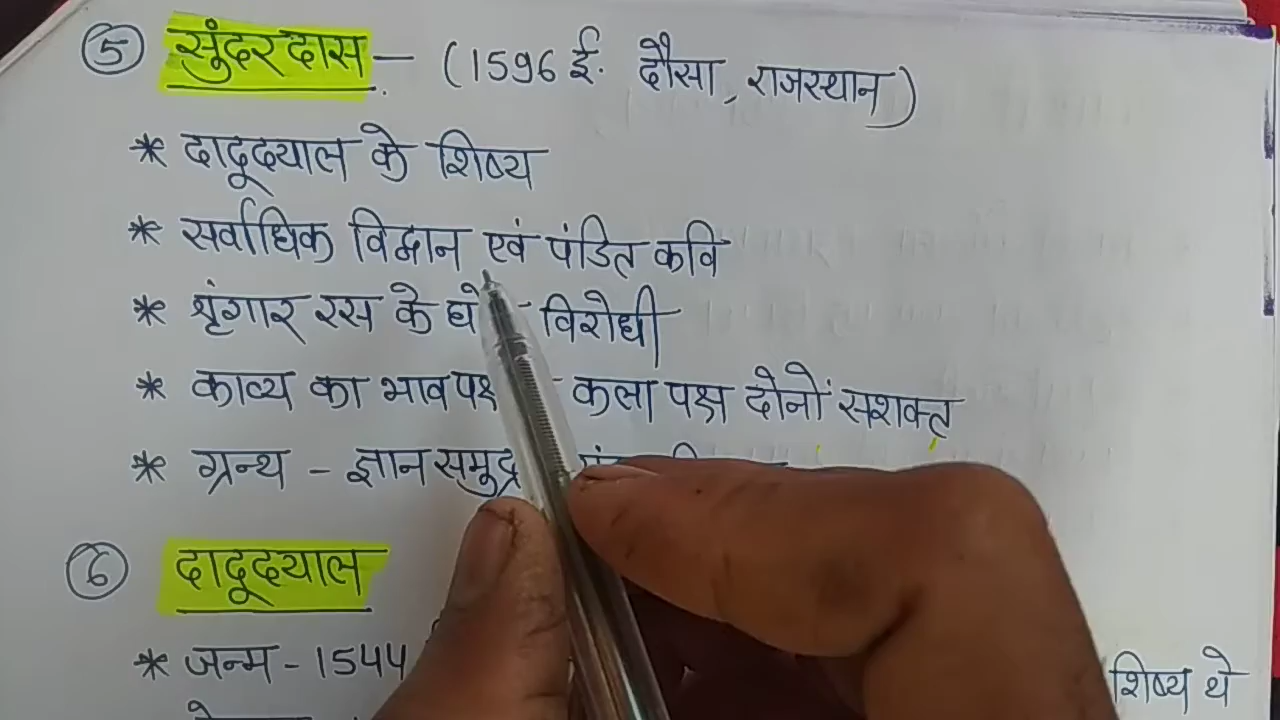 5 सुंदरदास - (1596 ई. दौसा, राजस्थान)
* दादूदयाल के शिष्य
* सर्वाधिक विद्वान एवं पंडित कवि
* शृंगार रस के विरोधी
* काव्य का भावपक्ष कला पक्ष दोनों सशक्त
* ग्रन्थ - ज्ञानसमुद्र
6 दादूदयाल
* जन्म - 1544 शिष्य थे